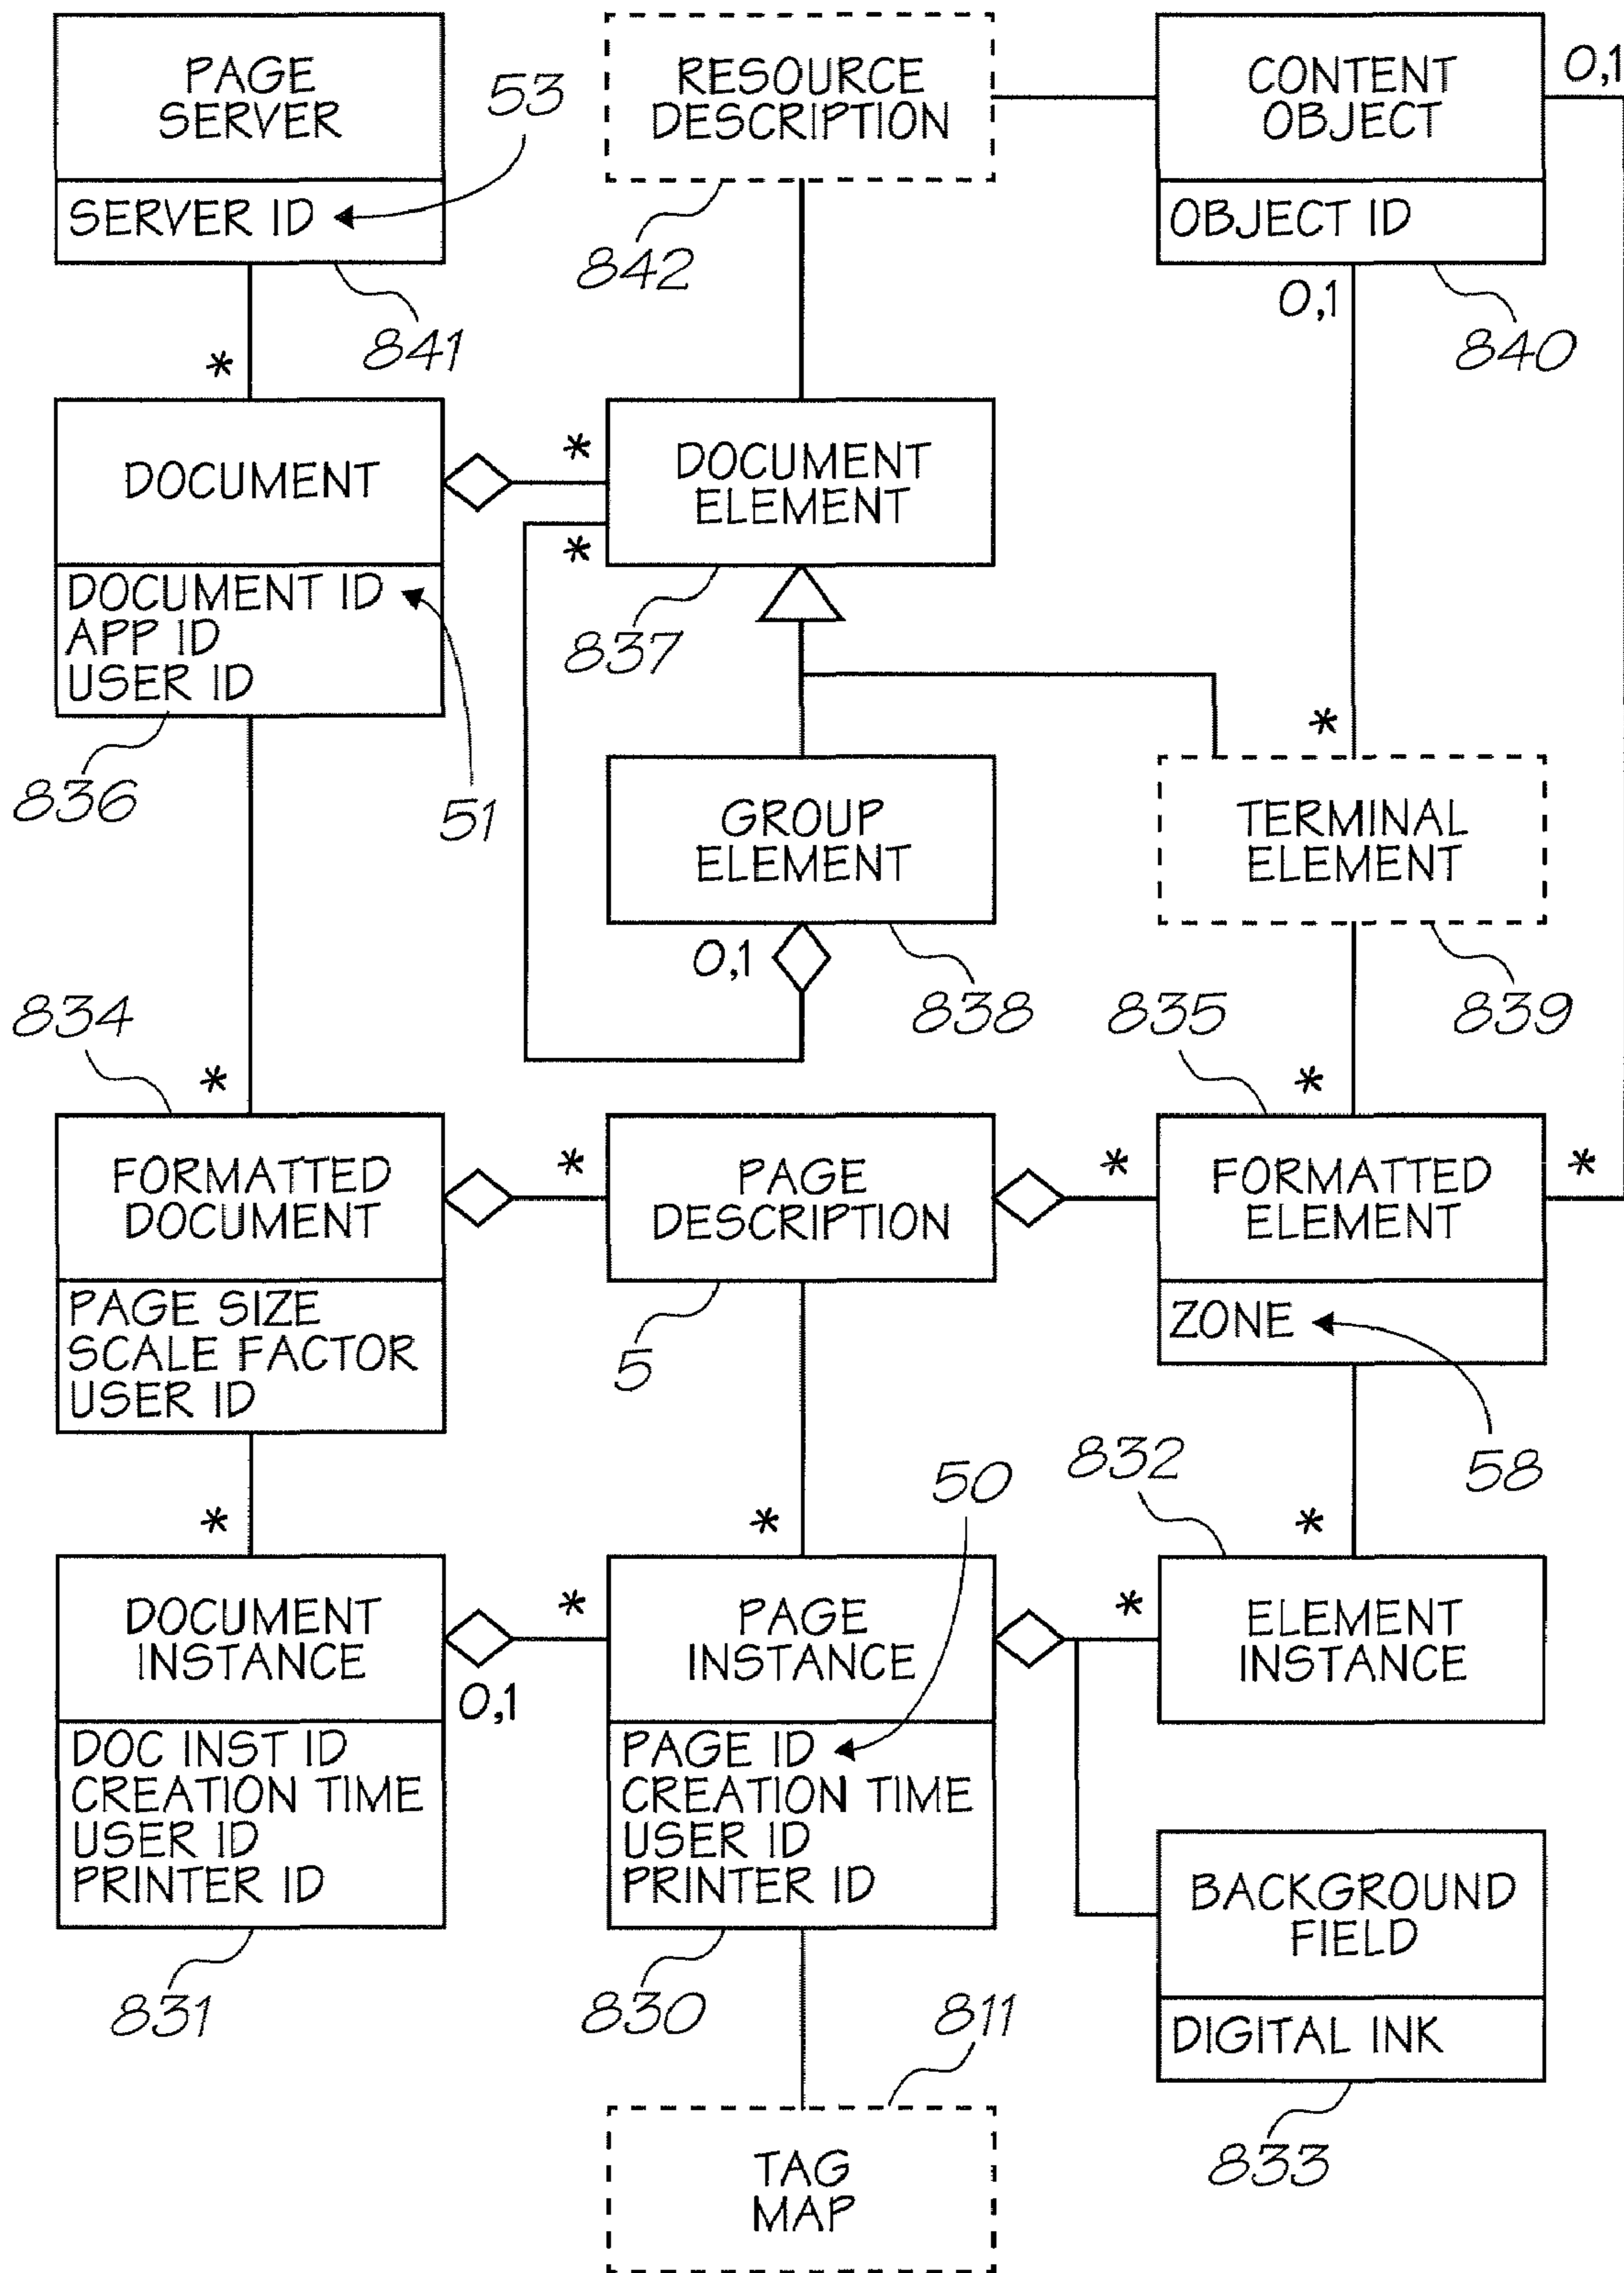 PAGE
SERVER
SERVER ID
53
841
RESOURCE
DESCRIPTION
842
CONTENT
OBJECT
OBJECT ID
0,1
0,1
840
*
DOCUMENT
DOCUMENT ID
APP ID
USER ID
836
51
*
*
DOCUMENT
ELEMENT
837
GROUP
ELEMENT
0,1
838
*
TERMINAL
ELEMENT
839
834
*
FORMATTED
DOCUMENT
PAGE SIZE
SCALE FACTOR
USER ID
*
PAGE
DESCRIPTION
5
835
*
*
*
FORMATTED
ELEMENT
ZONE
58
*
DOCUMENT
INSTANCE
DOC INST ID
CREATION TIME
USER ID
PRINTER ID
831
0,1
*
*
50
PAGE
INSTANCE
PAGE ID
CREATION TIME
USER ID
PRINTER ID
830
832
*
*
ELEMENT
INSTANCE
BACKGROUND
FIELD
DIGITAL INK
833
811
TAG
MAP